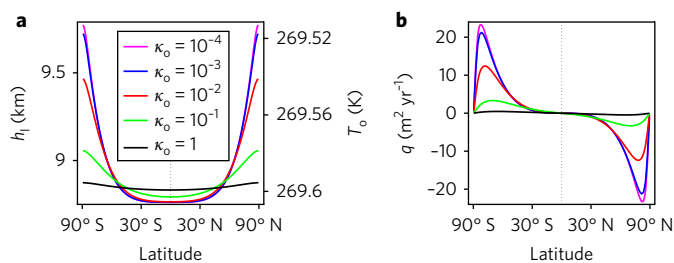 a
κo = 10⁻⁴
κo = 10⁻³
κo = 10⁻²
κo = 10⁻¹
κo = 1
9.5
9
hI (km)
269.52
269.56
269.6
To (K)
90° S 30° S 30° N 90° N
Latitude
b
20
10
0
−10
−20
q (m² yr⁻¹)
90° S 30° S 30° N 90° N
Latitude